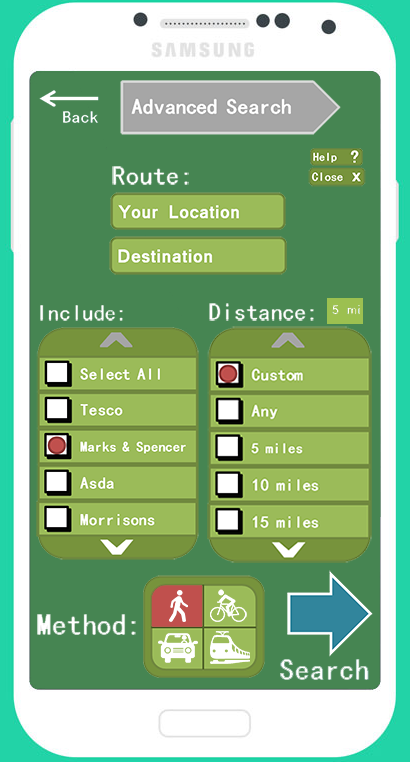 SAMSUNG
Advanced Search
Back
Help ?
Close X
Route:
Your Location
Destination
Include:
Select All
Tesco
Marks & Spencer
Asda
Morrisons
Distance: 5 mi
Custom
Any
5 miles
10 miles
15 miles
Method:
Search